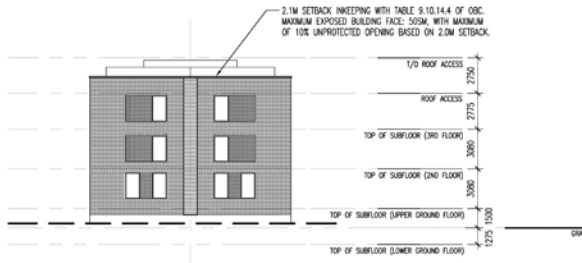 2.1M SETBACK INKEEPING WITH TABLE 9.10.14.4 OF OBC.
MAXIMUM EXPOSED BUILDING FACE: 50SM, WITH MAXIMUM
OF 10% UNPROTECTED OPENING BASED ON 2.0M SETBACK.
T/O ROOF ACCESS
2750
ROOF ACCESS
2775
TOP OF SUBFLOOR (3RD FLOOR)
3080
TOP OF SUBFLOOR (2ND FLOOR)
3080
TOP OF SUBFLOOR (UPPER GROUND FLOOR)
1500
1275
TOP OF SUBFLOOR (LOWER GROUND FLOOR)